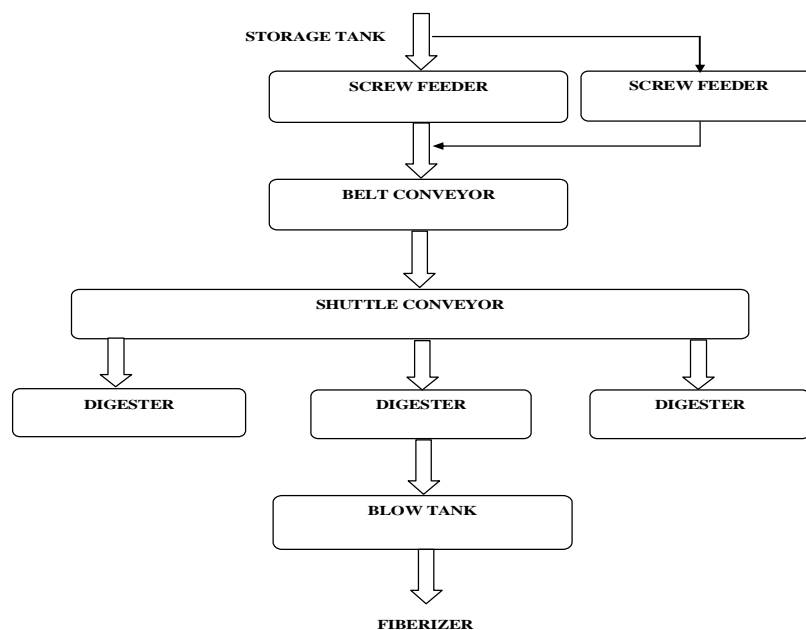 STORAGE TANK
SCREW FEEDER
SCREW FEEDER
BELT CONVEYOR
SHUTTLE CONVEYOR
DIGESTER
DIGESTER
DIGESTER
BLOW TANK
FIBERIZER